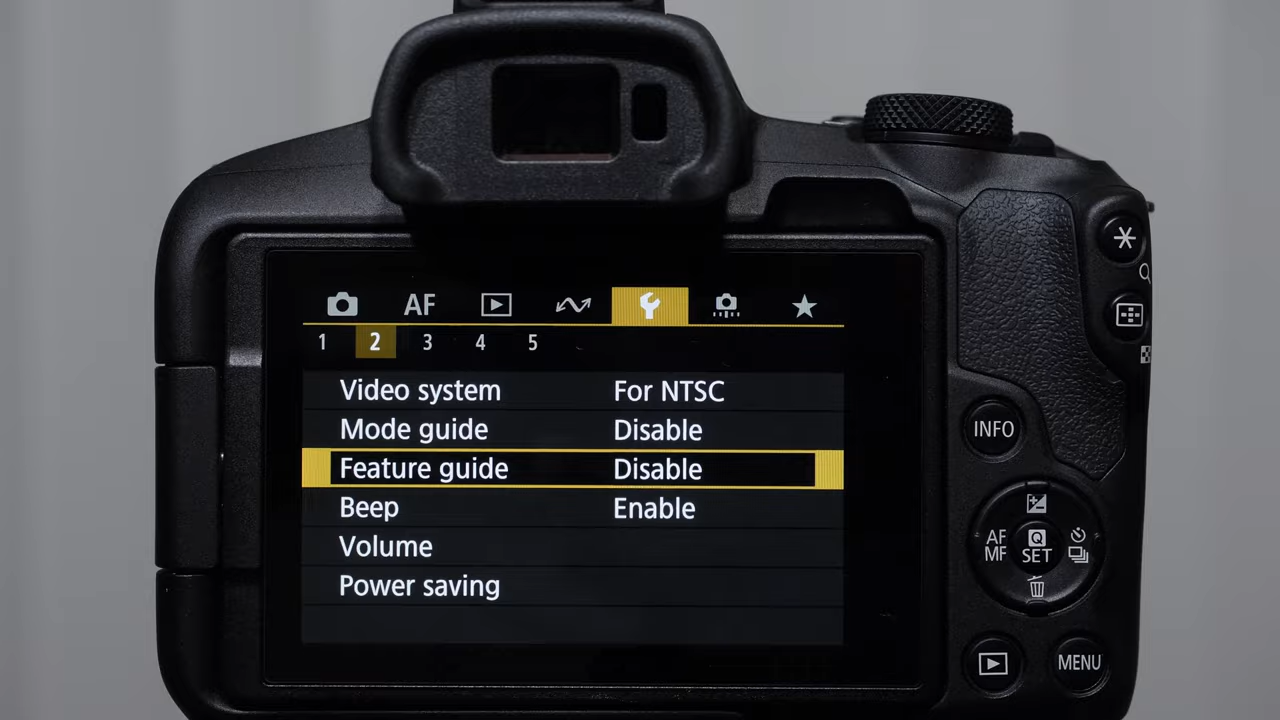 AF
1 2 3 4 5
Video system For NTSC
Mode guide Disable
Feature guide Disable
Beep Enable
Volume
Power saving
INFO
AF
MF
Q
SET
MENU